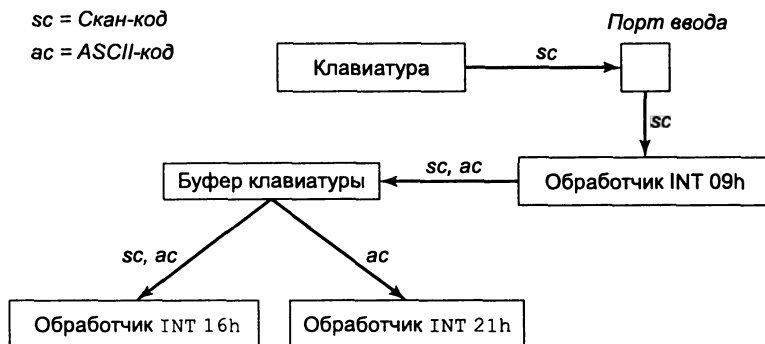 sc = Скан-код
ac = ASCII-код
Порт ввода
Клавиатура
sc
sc
Буфер клавиатуры
sc, ac
Обработчик INT 09h
sc, ac
ac
Обработчик INT 16h
Обработчик INT 21h